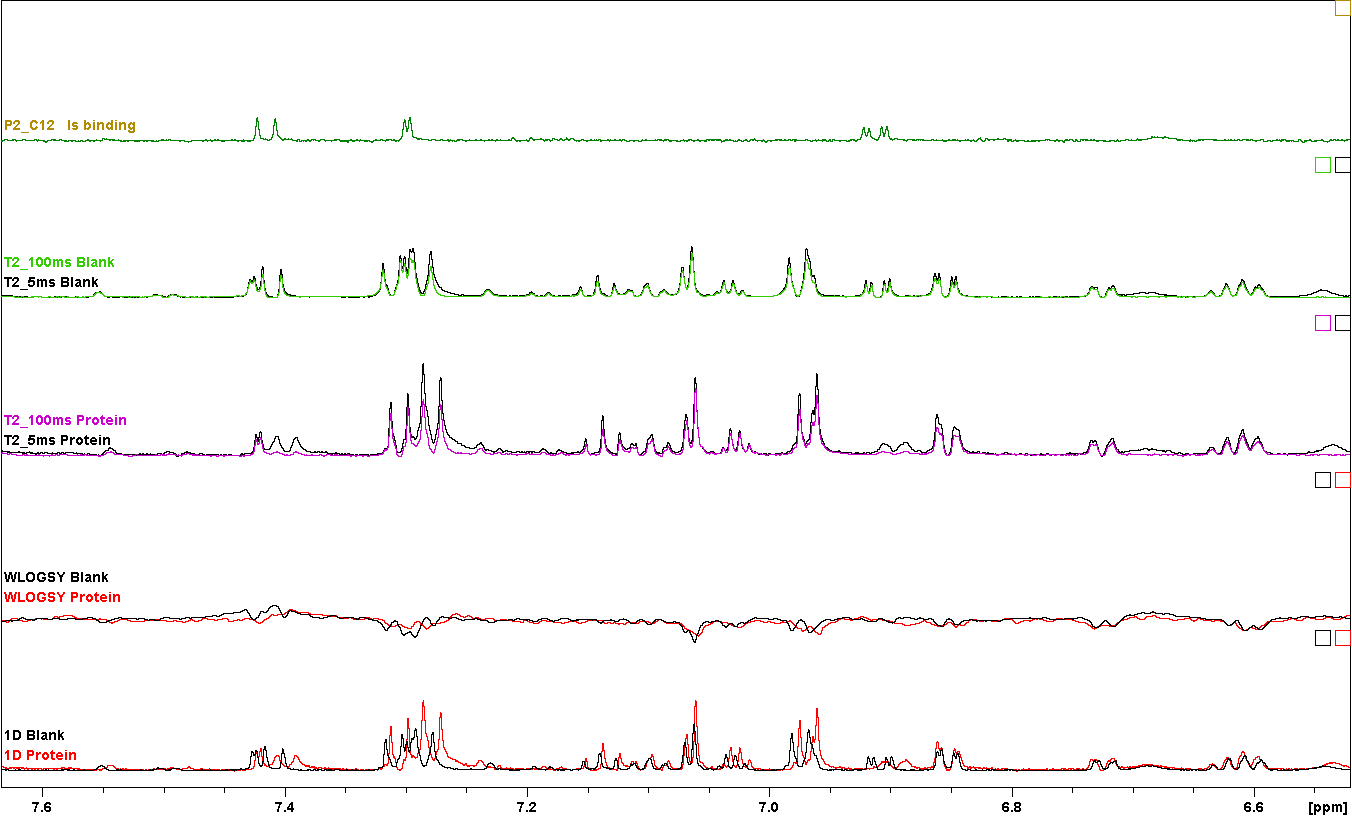 P2_C12 Is binding
T2_100ms Blank
T2_5ms Blank
T2_100ms Protein
T2_5ms Protein
WLOGSY Blank
WLOGSY Protein
1D Blank
1D Protein
7.6 7.4 7.2 7.0 6.8 6.6 [ppm]